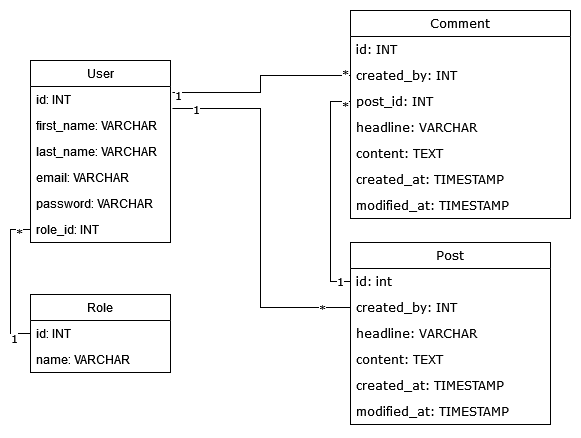 User
id: INT
first_name: VARCHAR
last_name: VARCHAR
email: VARCHAR
password: VARCHAR
role_id: INT
*
1
Role
id: INT
name: VARCHAR
1
1
Comment
id: INT
created_by: INT
*
post_id: INT
*
headline: VARCHAR
content: TEXT
created_at: TIMESTAMP
modified_at: TIMESTAMP
Post
id: int
1
created_by: INT
*
headline: VARCHAR
content: TEXT
created_at: TIMESTAMP
modified_at: TIMESTAMP